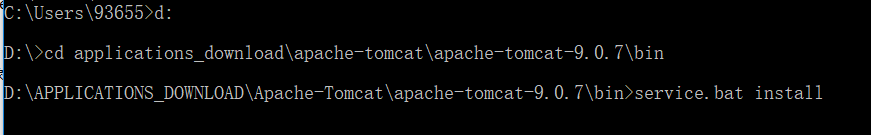 C:\Users\93655>d:
D:\>cd applications_download\apache-tomcat\apache-tomcat-9.0.7\bin
D:\APPLICATIONS_DOWNLOAD\Apache-Tomcat\apache-tomcat-9.0.7\bin>service.bat install